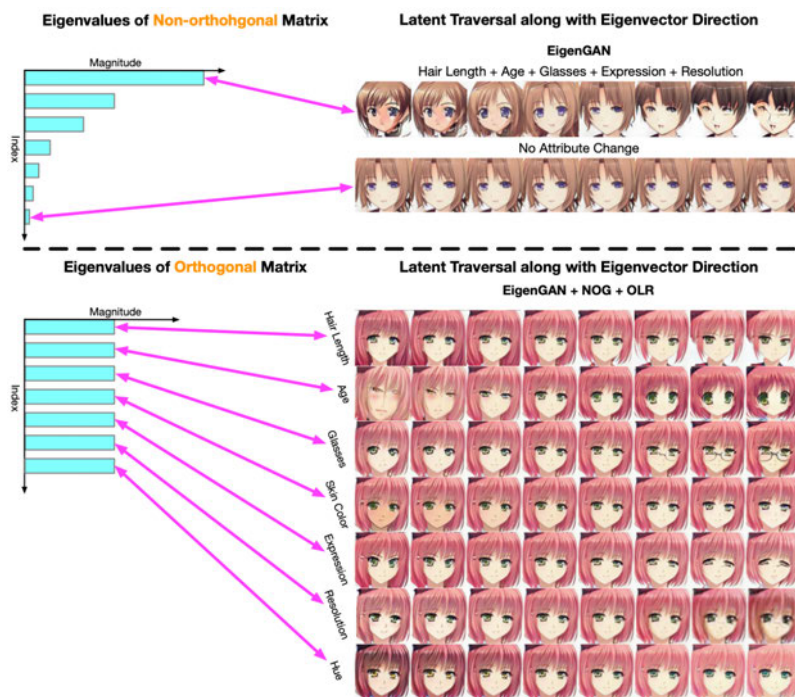 Eigenvalues of Non-orthohgonal Matrix
Latent Traversal along with Eigenvector Direction
EigenGAN
Magnitude
Hair Length + Age + Glasses + Expression + Resolution
Index
No Attribute Change
Eigenvalues of Orthogonal Matrix
Latent Traversal along with Eigenvector Direction
EigenGAN + NOG + OLR
Magnitude
Index
Hair Length
Age
Glasses
Skin Color
Expression
Resolution
Hue